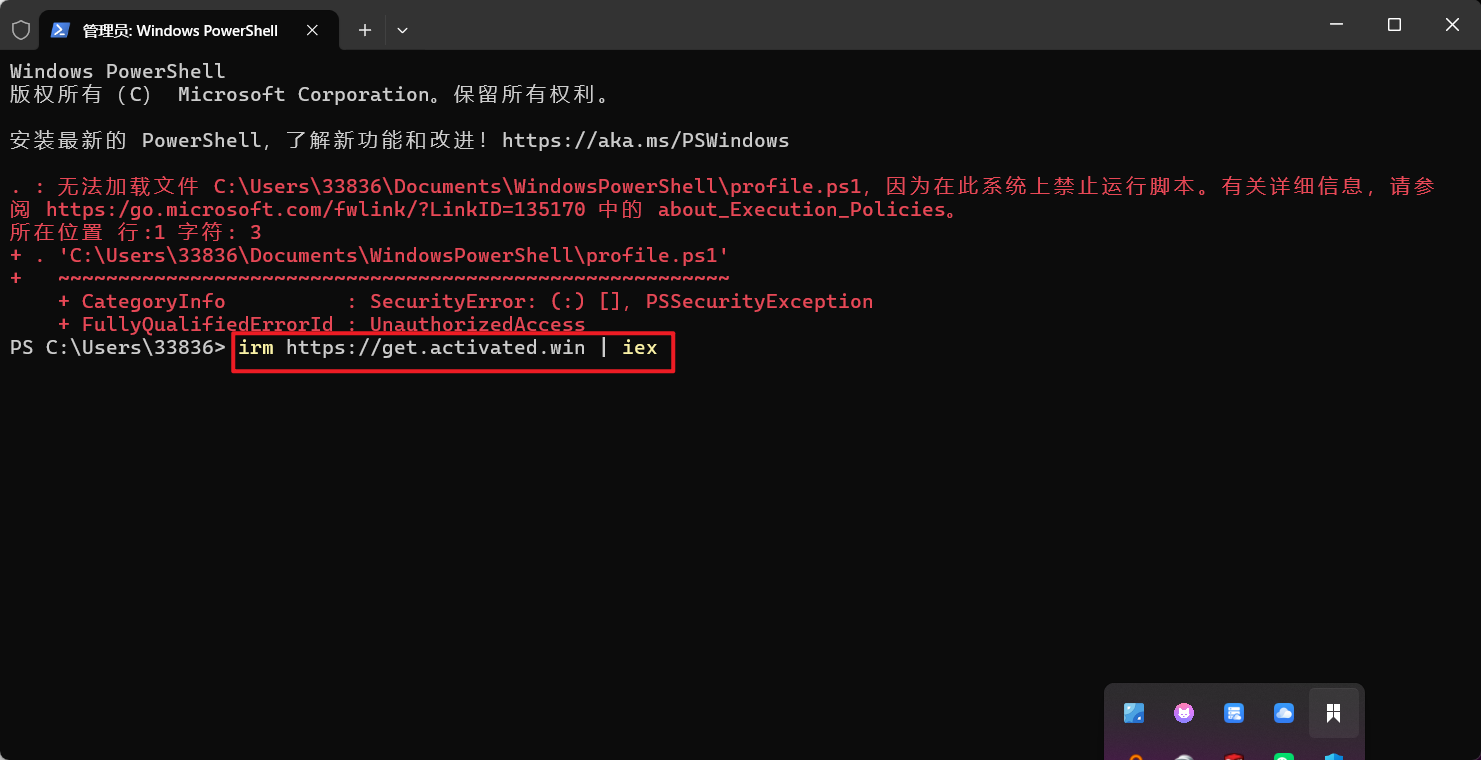 管理员: Windows PowerShell
Windows PowerShell
版权所有 (C) Microsoft Corporation。保留所有权利。
安装最新的 PowerShell,了解新功能和改进!https://aka.ms/PSWindows
. : 无法加载文件 C:\Users\33836\Documents\WindowsPowerShell\profile.ps1,因为在此系统上禁止运行脚本。有关详细信息,请参
阅 https:/go.microsoft.com/fwlink/?LinkID=135170 中的 about_Execution_Policies。
所在位置 行:1 字符: 3
+ . 'C:\Users\33836\Documents\WindowsPowerShell\profile.ps1'
+   ~~~~~~~~~~~~~~~~~~~~~~~~~~~~~~~~~~~~~~~~~~~~~~~~~~~~~~~~
    + CategoryInfo          : SecurityError: (:) [], PSSecurityException
    + FullyQualifiedErrorId : UnauthorizedAccess
PS C:\Users\33836> irm https://get.activated.win | iex